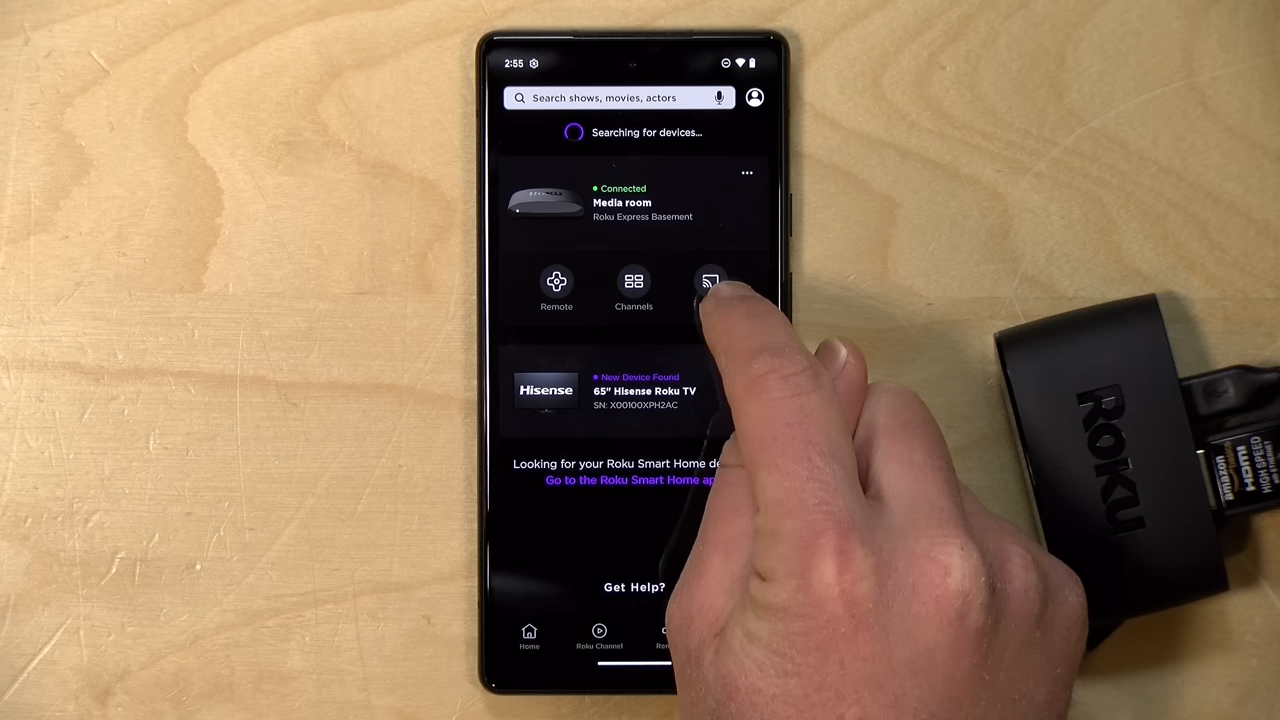 2:55
Search shows, movies, actors
Searching for devices...
ROKU
Connected
Media room
Roku Express Basement
Remote
Channels
Hisense
New Device Found
65" Hisense Roku TV
SN: X00100XPH2AC
Looking for your Roku Smart Home de
Go to the Roku Smart Home ap
Get Help?
Home
Roku Channel
ROKU
amazon
HDMI
HIGH SPEED